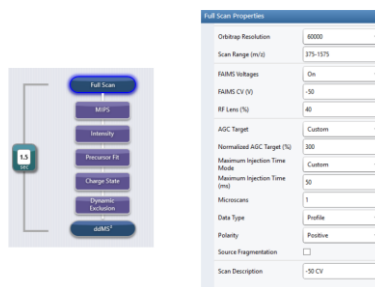 Full Scan
MIPS
Intensity
Precursor Fit
Charge State
Dynamic
Exclusion
ddMS²
1.5
SEC
Full Scan Properties
Orbitrap Resolution 60000
Scan Range (m/z) 375-1575
FAIMS Voltages On
FAIMS CV (V) -50
RF Lens (%) 40
AGC Target Custom
Normalized AGC Target (%) 300
Maximum Injection Time
Mode Custom
Maximum Injection Time
(ms) 50
Microscans 1
Data Type Profile
Polarity Positive
Source Fragmentation
Scan Description -50 CV